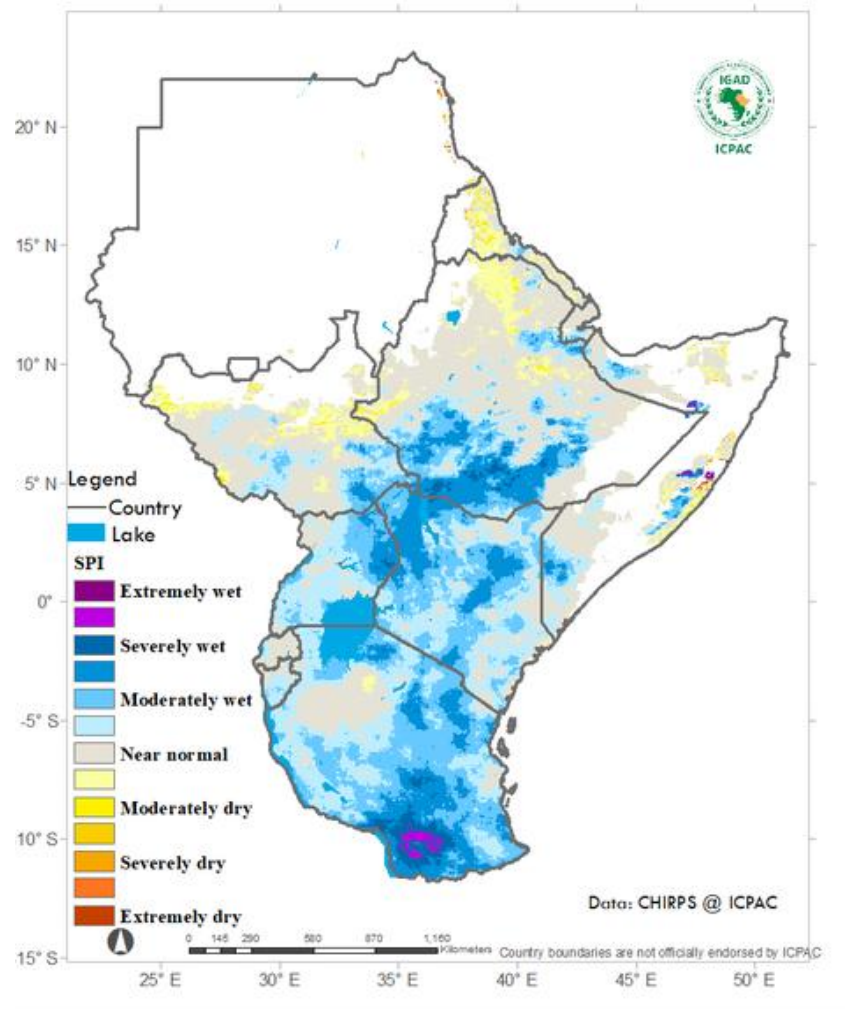 IGAD
ICPAC
20° N
15° N
10° N
5° N
0°
-5° S
10° S
15° S
Legend
Country
Lake
SPI
Extremely wet
Severely wet
Moderately wet
Near normal
Moderately dry
Severely dry
Extremely dry
0 145 290 580 870 1,160
Kilometers
Data: CHIRPS @ ICPAC
Country boundaries are not officially endorsed by ICPAC
25° E 30° E 35° E 40° E 45° E 50° E